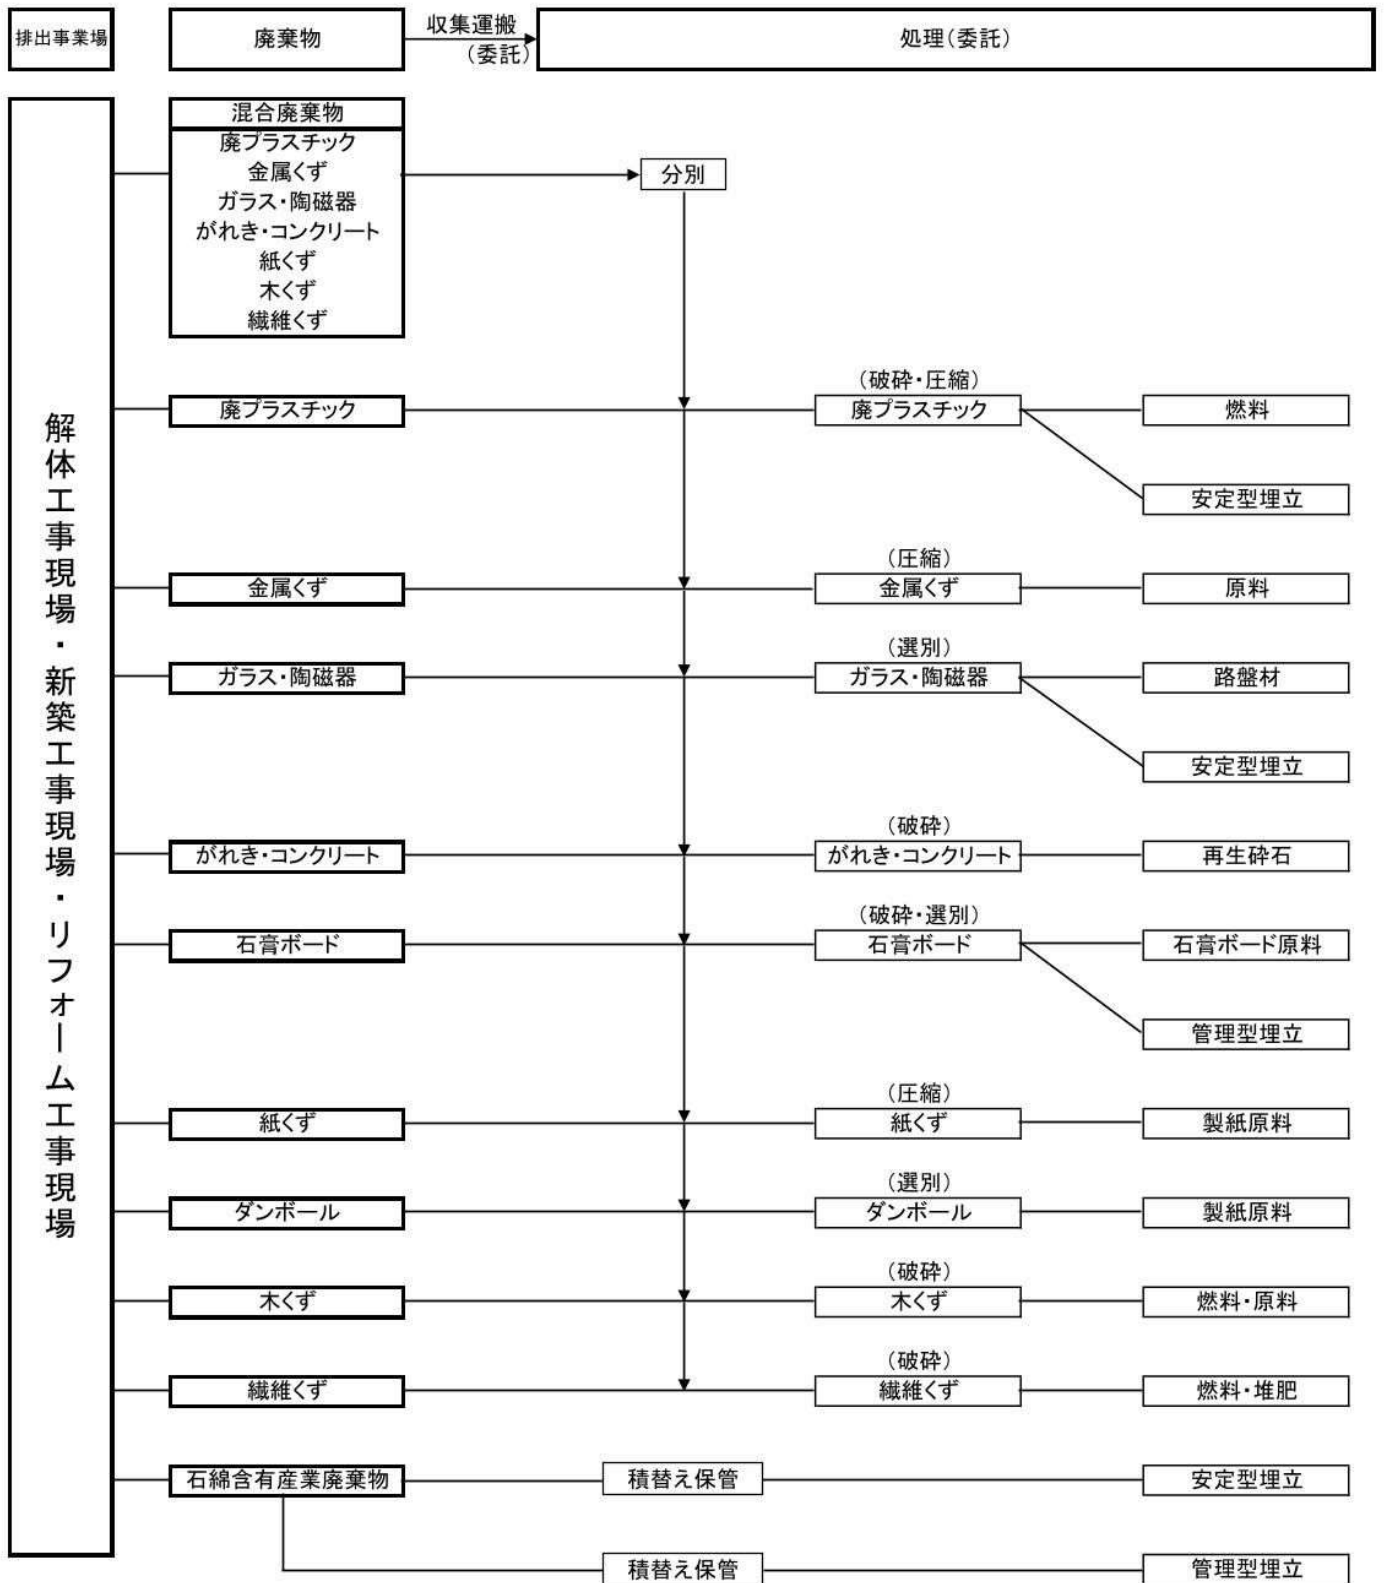 排出事業場
廃棄物
収集運搬
(委託)
処理(委託)
解体工事現場・新築工事現場・リフォーム工事現場
混合廃棄物
廃プラスチック
金属くず
ガラス・陶磁器
がれき・コンクリート
紙くず
木くず
繊維くず
分別
廃プラスチック
(破砕・圧縮)
廃プラスチック
燃料
安定型埋立
金属くず
(圧縮)
金属くず
原料
ガラス・陶磁器
(選別)
ガラス・陶磁器
路盤材
安定型埋立
がれき・コンクリート
(破砕)
がれき・コンクリート
再生砕石
石膏ボード
(破砕・選別)
石膏ボード
石膏ボード原料
管理型埋立
紙くず
(圧縮)
紙くず
製紙原料
ダンボール
(選別)
ダンボール
製紙原料
木くず
(破砕)
木くず
燃料・原料
繊維くず
(破砕)
繊維くず
燃料・堆肥
石綿含有産業廃棄物
積替え保管
安定型埋立
積替え保管
管理型埋立